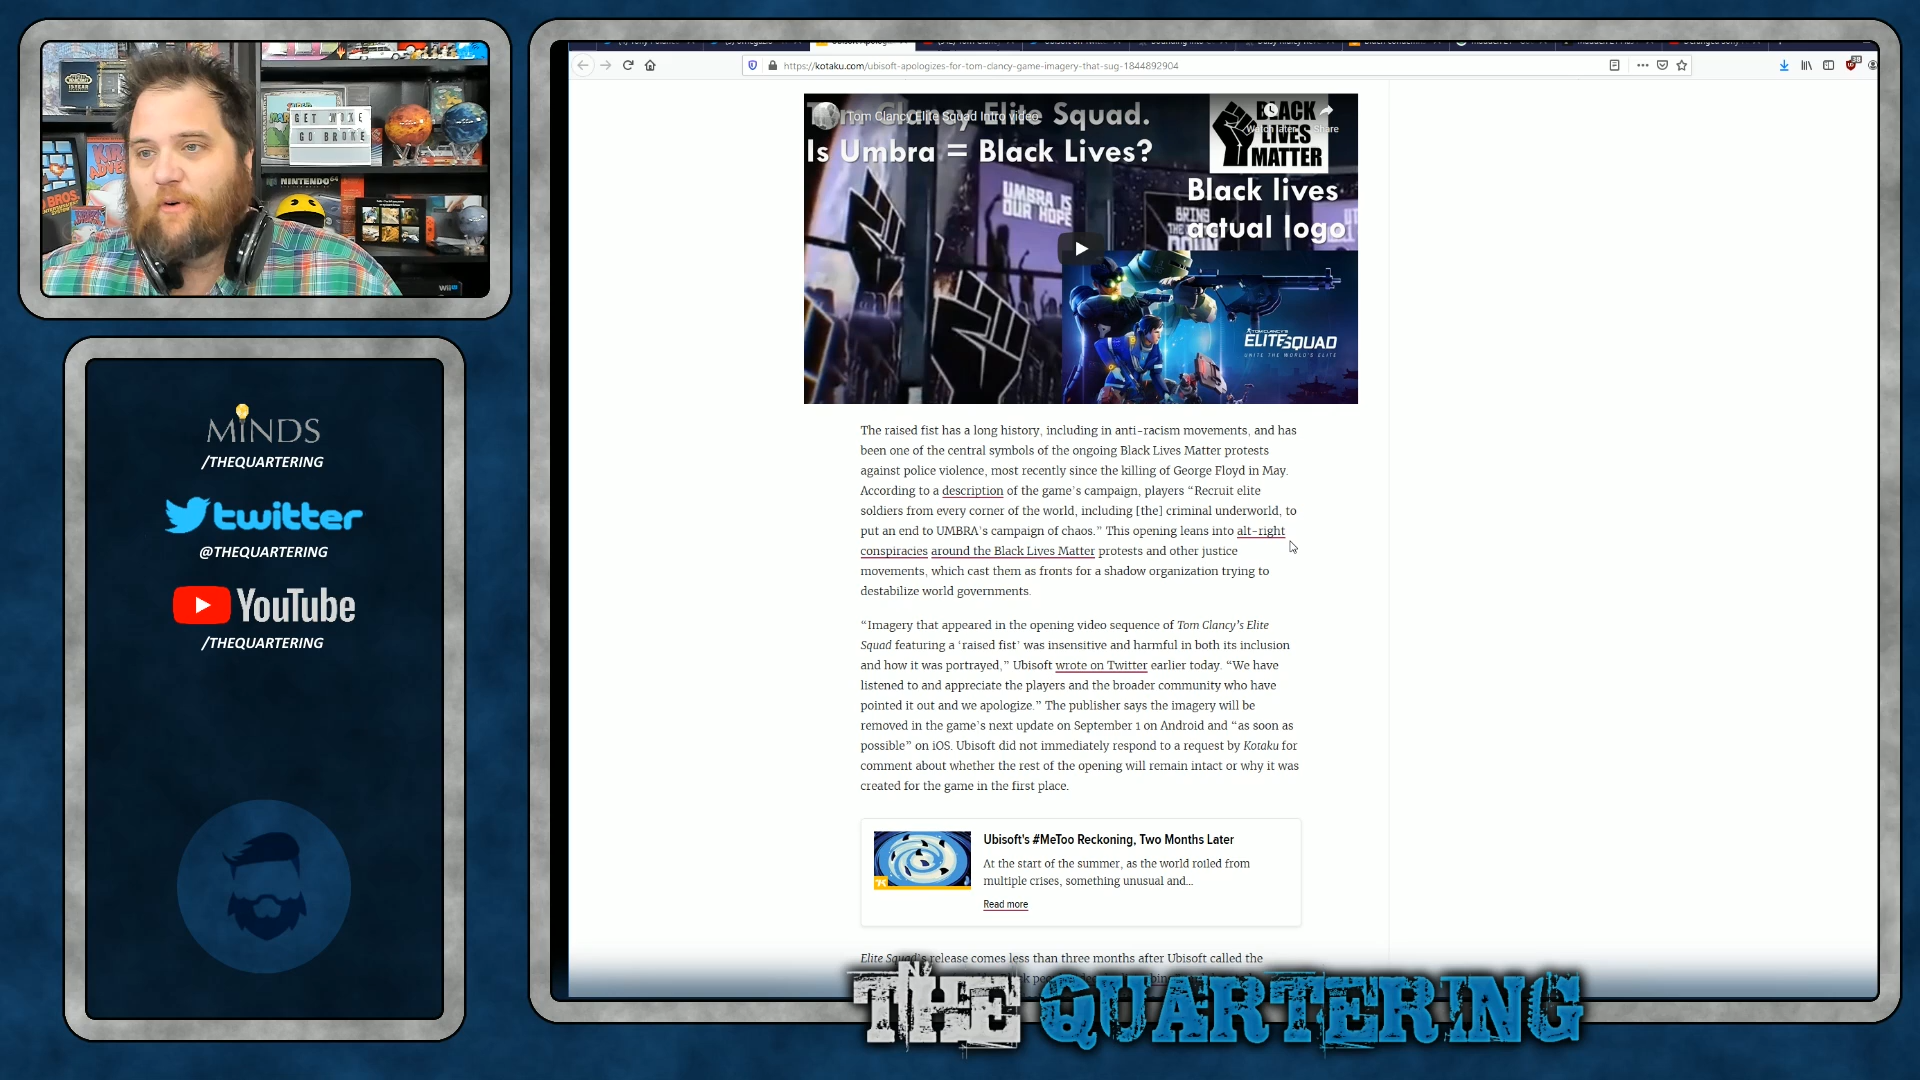 GET WOKE
GO BROKE
NINTENDO
WiiU
MINDS
/THEQUARTERING
twitter
@THEQUARTERING
YouTube
/THEQUARTERING
https://kotaku.com/ubisoft-apologizes-for-tom-clancy-game-imagery-that-sug-1844892904
Tom Clancy Elite Squad.
Tom Clancy Elite Squad Intro video
Is Umbra = Black Lives?
Watch later
Share
BLACK
LIVES
MATTER
Black lives
actual logo
UMBRA IS
OUR HOPE
BRING
DOWN
TOM CLANCY'S
ELITE SQUAD
UNITE THE WORLD'S ELITE
The raised fist has a long history, including in anti-racism movements, and has
been one of the central symbols of the ongoing Black Lives Matter protests
against police violence, most recently since the killing of George Floyd in May.
According to a description of the game's campaign, players “Recruit elite
soldiers from every corner of the world, including [the] criminal underworld, to
put an end to UMBRA's campaign of chaos.” This opening leans into alt-right
conspiracies around the Black Lives Matter protests and other justice
movements, which cast them as fronts for a shadow organization trying to
destabilize world governments.
“Imagery that appeared in the opening video sequence of Tom Clancy's Elite
Squad featuring a ‘raised fist’ was insensitive and harmful in both its inclusion
and how it was portrayed,” Ubisoft wrote on Twitter earlier today. “We have
listened to and appreciate the players and the broader community who have
pointed it out and we apologize.” The publisher says the imagery will be
removed in the game's next update on September 1 on Android and “as soon as
possible” on iOS. Ubisoft did not immediately respond to a request by Kotaku for
comment about whether the rest of the opening will remain intact or why it was
created for the game in the first place.
Ubisoft's #MeToo Reckoning, Two Months Later
At the start of the summer, as the world roiled from
multiple crises, something unusual and...
Read more
Elite Squad's release comes less than three months after Ubisoft called the
THE QUARTERING